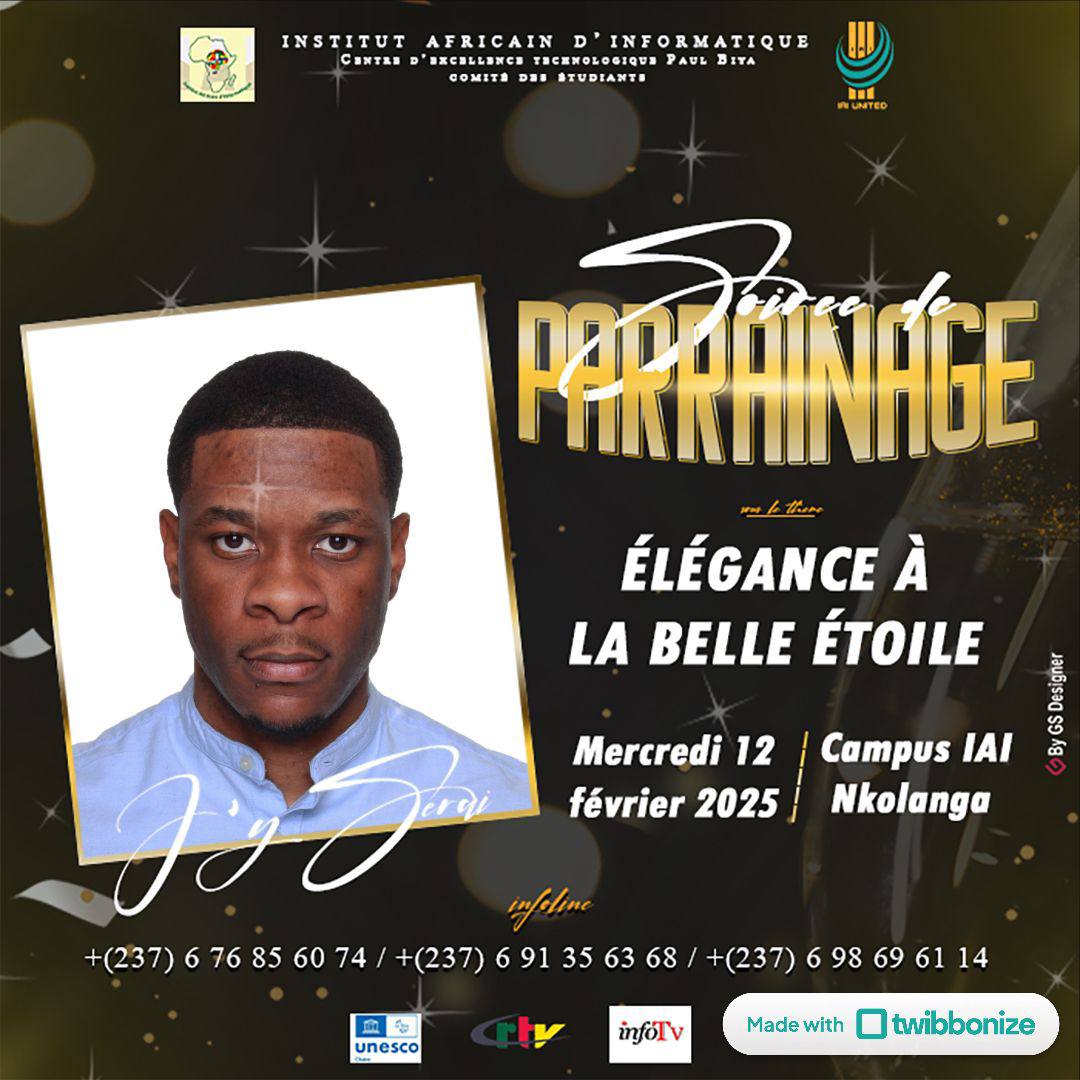 INSTITUT AFRICAIN D'INFORMATIQUE
CENTRE D'EXCELLENCE TECHNOLOGIQUE PAUL BIYA
COMITÉ DES ÉTUDIANTS
IAI UNITED
Soirée de
PARRAINAGE
sous le theme
ÉLÉGANCE À
LA BELLE ÉTOILE
Mercredi 12
février 2025
Campus IAI
Nkolanga
By GS Designer
J'y Serai
infoline
+(237) 6 76 85 60 74 / +(237) 6 91 35 63 68 / +(237) 6 98 69 61 14
unesco
Chaire
crtv
infoTV
Made with twibbonize